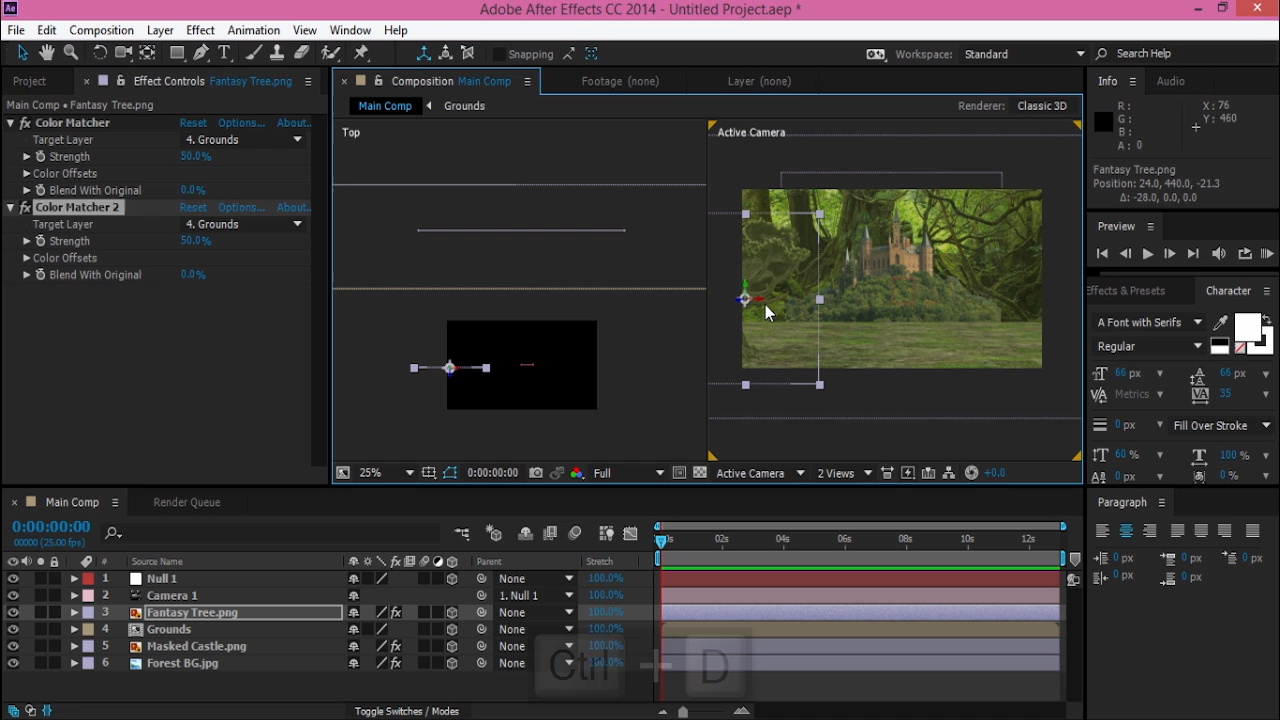 Ae Adobe After Effects CC 2014 - Untitled Project.aep *
File Edit Composition Layer Effect Animation View Window Help
T Snapping Workspace: Standard Search Help
Project × Effect Controls Fantasy Tree.png × Composition Main Comp Footage (none) Layer (none) Info Audio
Main Comp • Fantasy Tree.png Main Comp Grounds Renderer: Classic 3D
R : X : 76
G : Y : 460
B :
A : 0
Color Matcher Reset Options... About...
Target Layer 4. Grounds
Strength 50.0%
Color Offsets
Blend With Original 0.0%
Color Matcher 2 Reset Options... About...
Target Layer 4. Grounds
Strength 50.0%
Color Offsets
Blend With Original 0.0%
Top Active Camera
Fantasy Tree.png
Position: 24.0, 440.0, -21.3
Δ: -28.0, 0.0, 0.0
Preview
Effects & Presets Character
A Font with Serifs
Regular
66 px 66 px
Metrics 35
0 px Fill Over Stroke
60 % 100 %
0 px 0 %
25% 0:00:00:00 Full Active Camera 2 Views +0.0
× Main Comp Render Queue Paragraph
0:00:00:00
00000 (25.00 fps)
02s 04s 06s 08s 10s 12s
0 px 0 px 0 px
0 px 0 px
# Source Name Parent Stretch
1 Null 1 None 100.0%
2 Camera 1 1. Null 1 100.0%
3 Fantasy Tree.png None 100.0%
4 Grounds None 100.0%
5 Masked Castle.png None 100.0%
6 Forest BG.jpg None 100.0%
Ctrl + D
Toggle Switches / Modes